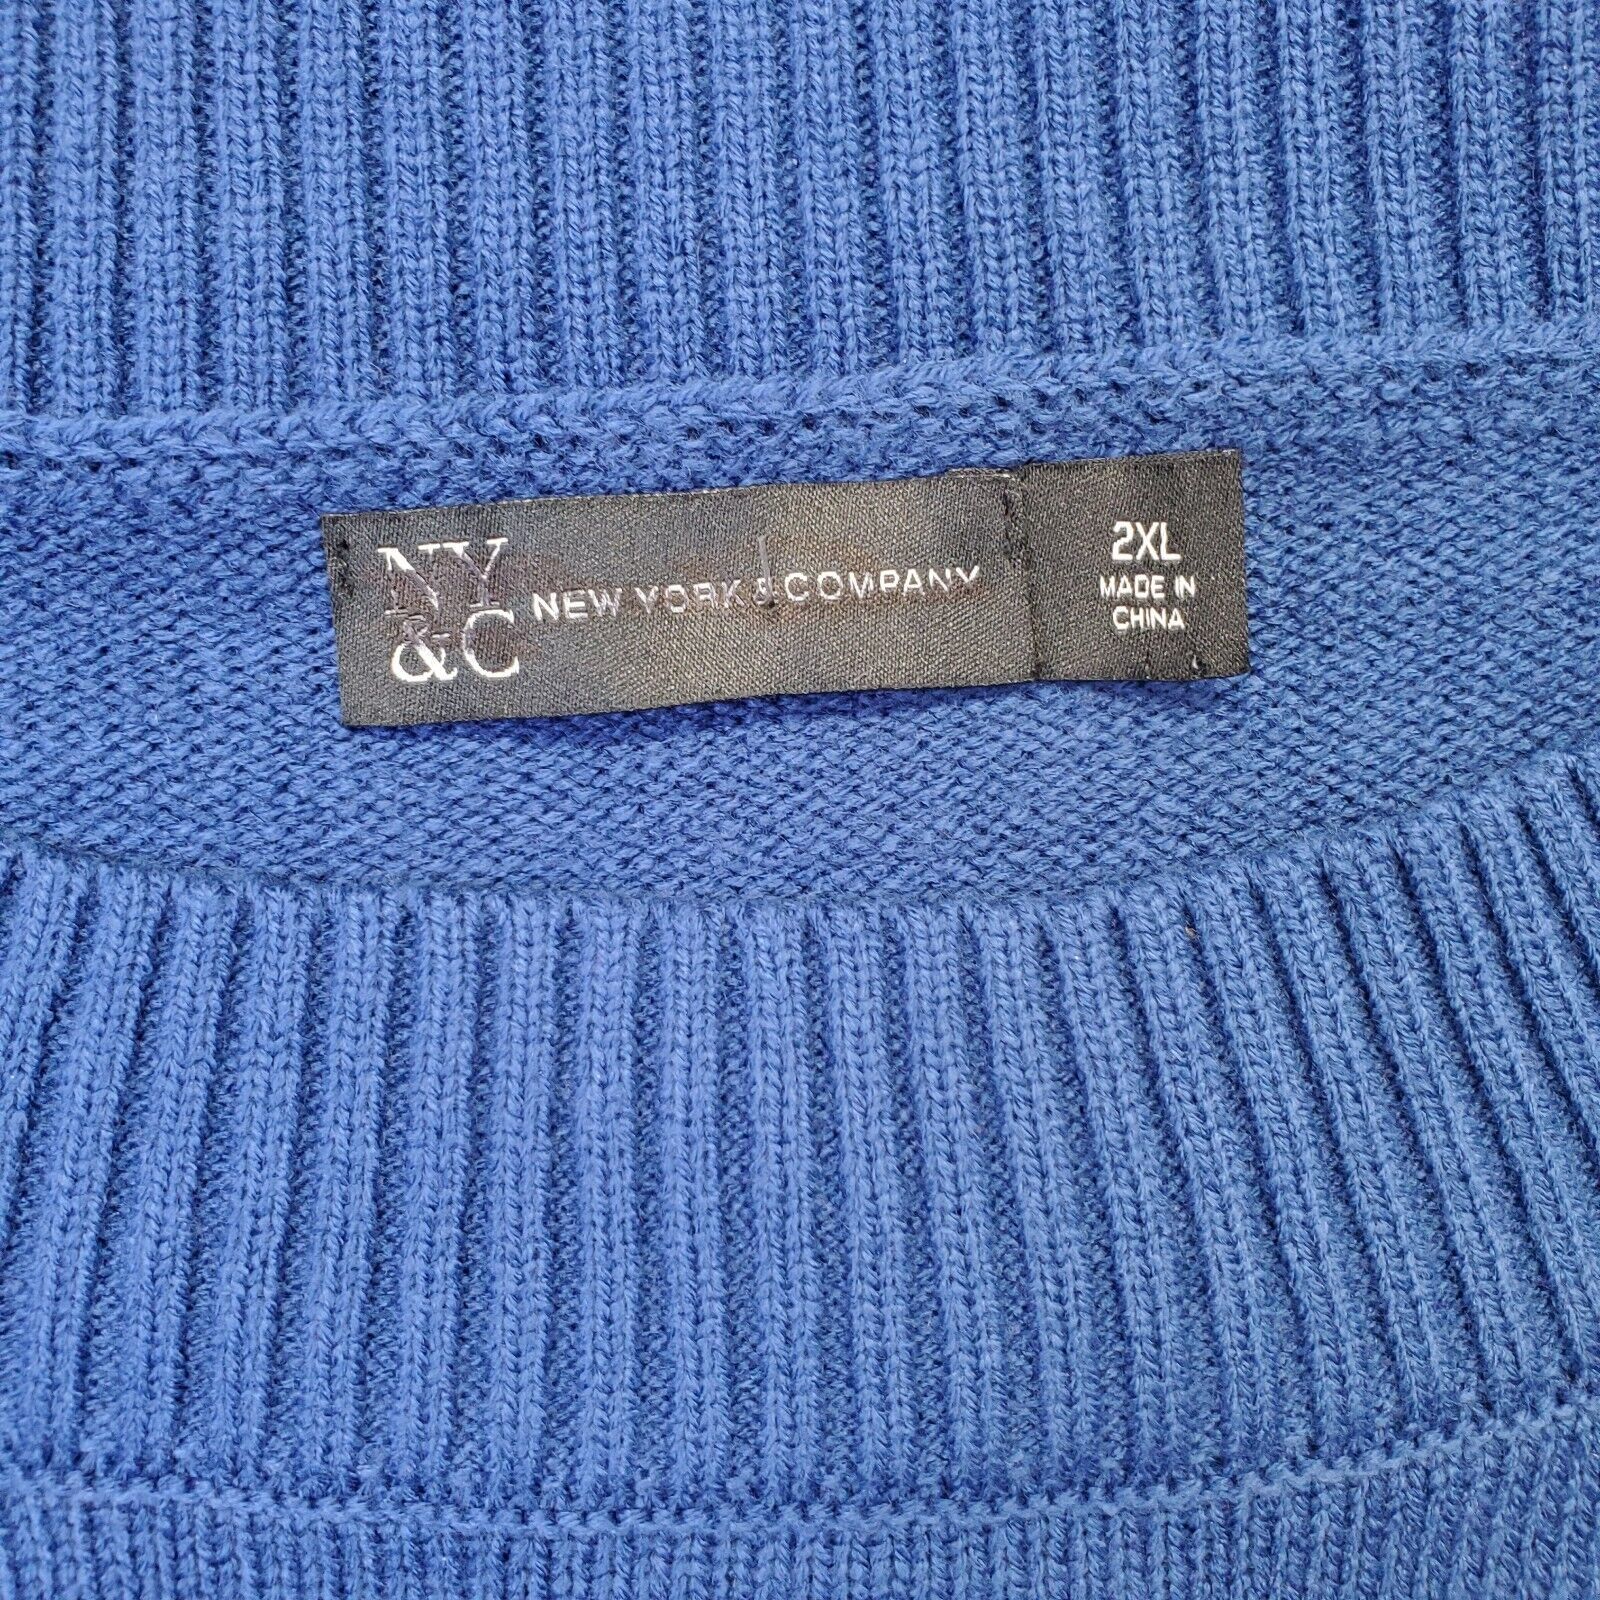 NY
&C
NEW YORK & COMPANY
2XL
MADE IN
CHINA